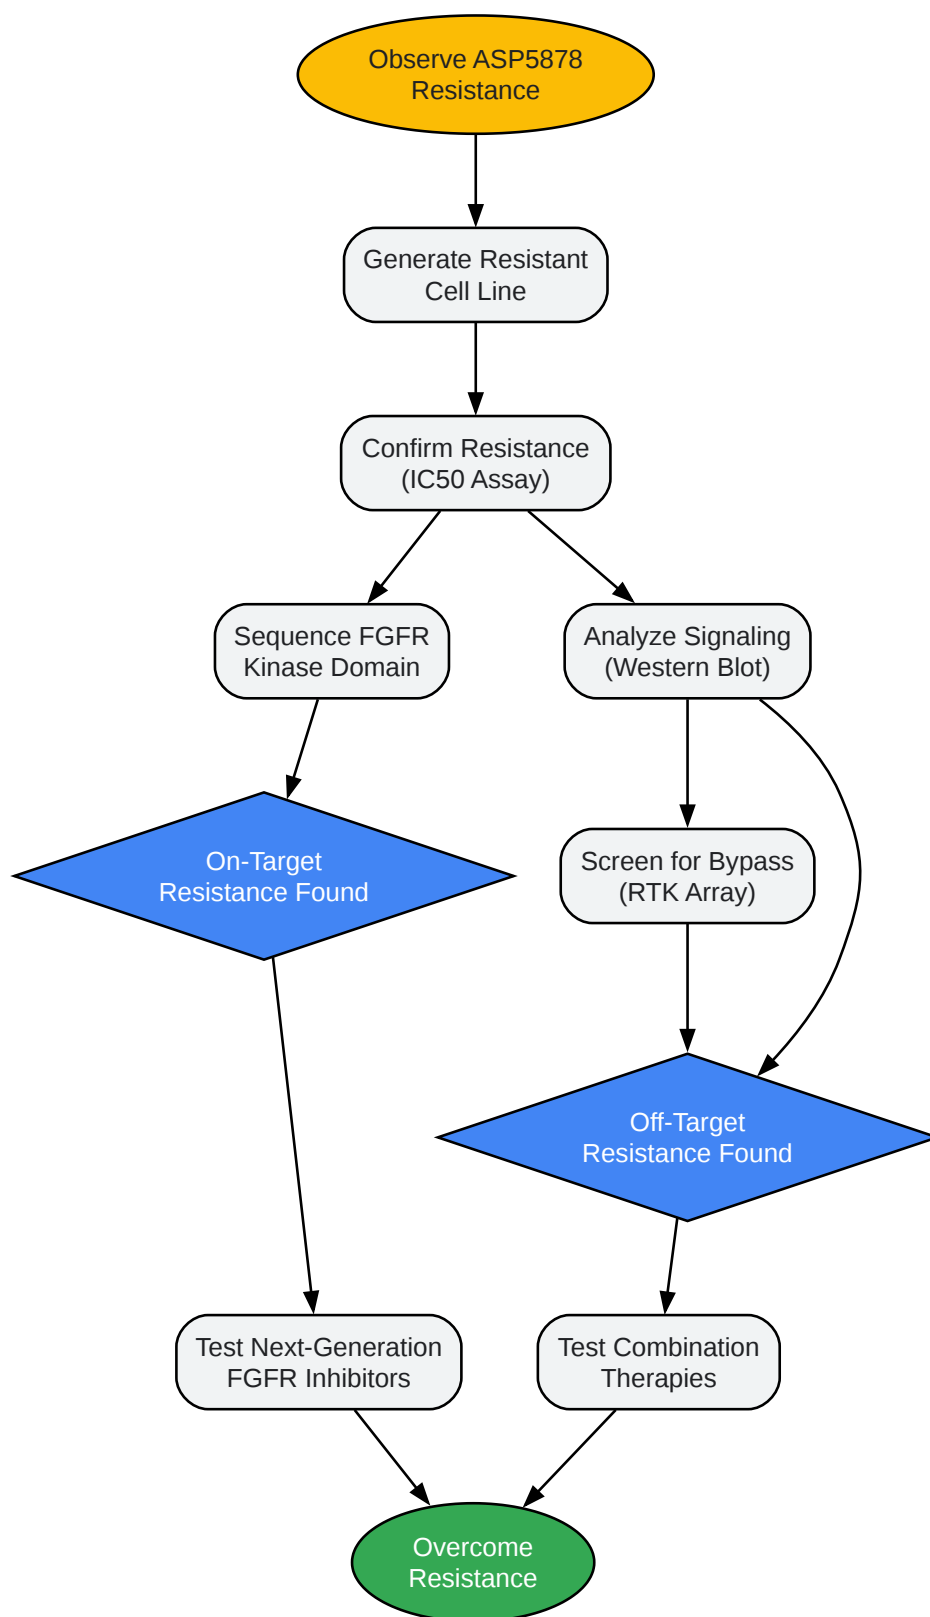 Observe ASP5878
Resistance
Generate Resistant
Cell Line
Confirm Resistance
(IC50 Assay)
Sequence FGFR
Kinase Domain
Analyze Signaling
(Western Blot)
On-Target
Resistance Found
Screen for Bypass
(RTK Array)
Off-Target
Resistance Found
Test Next-Generation
FGFR Inhibitors
Test Combination
Therapies
Overcome
Resistance